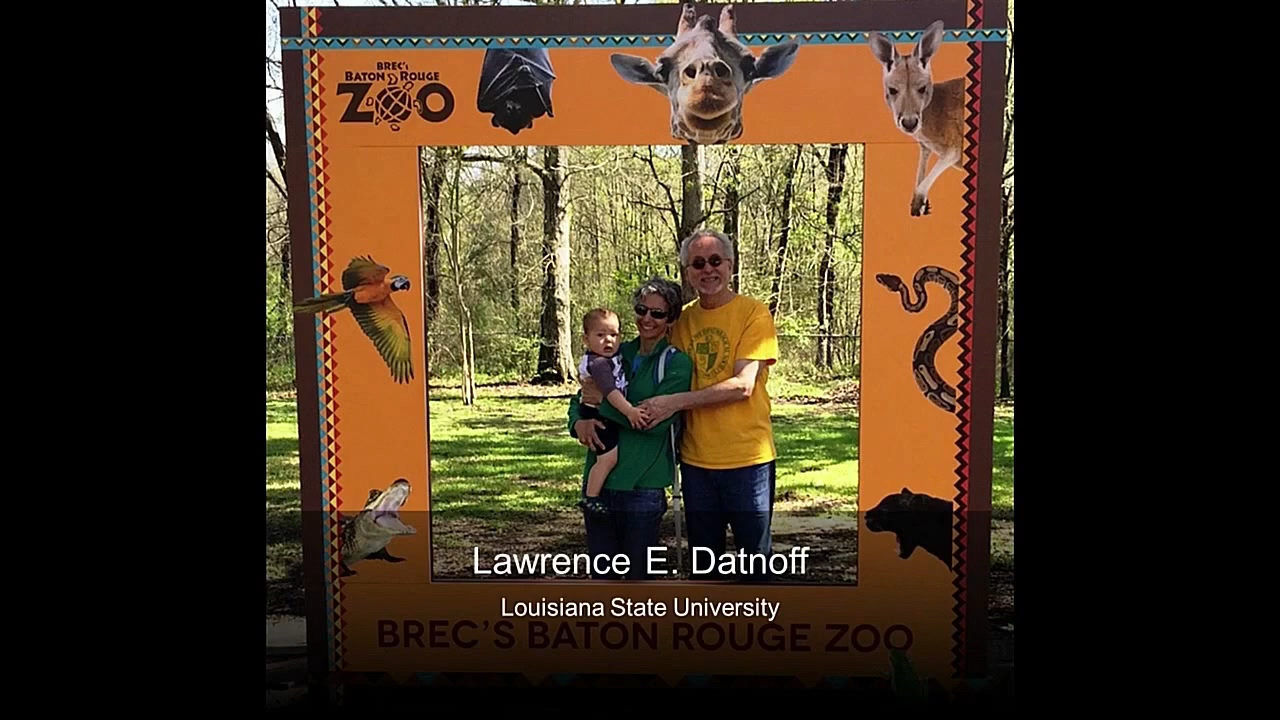 BREC's
BATON ROUGE
ZOO
Lawrence E. Datnoff
Louisiana State University
BREC'S BATON ROUGE ZOO